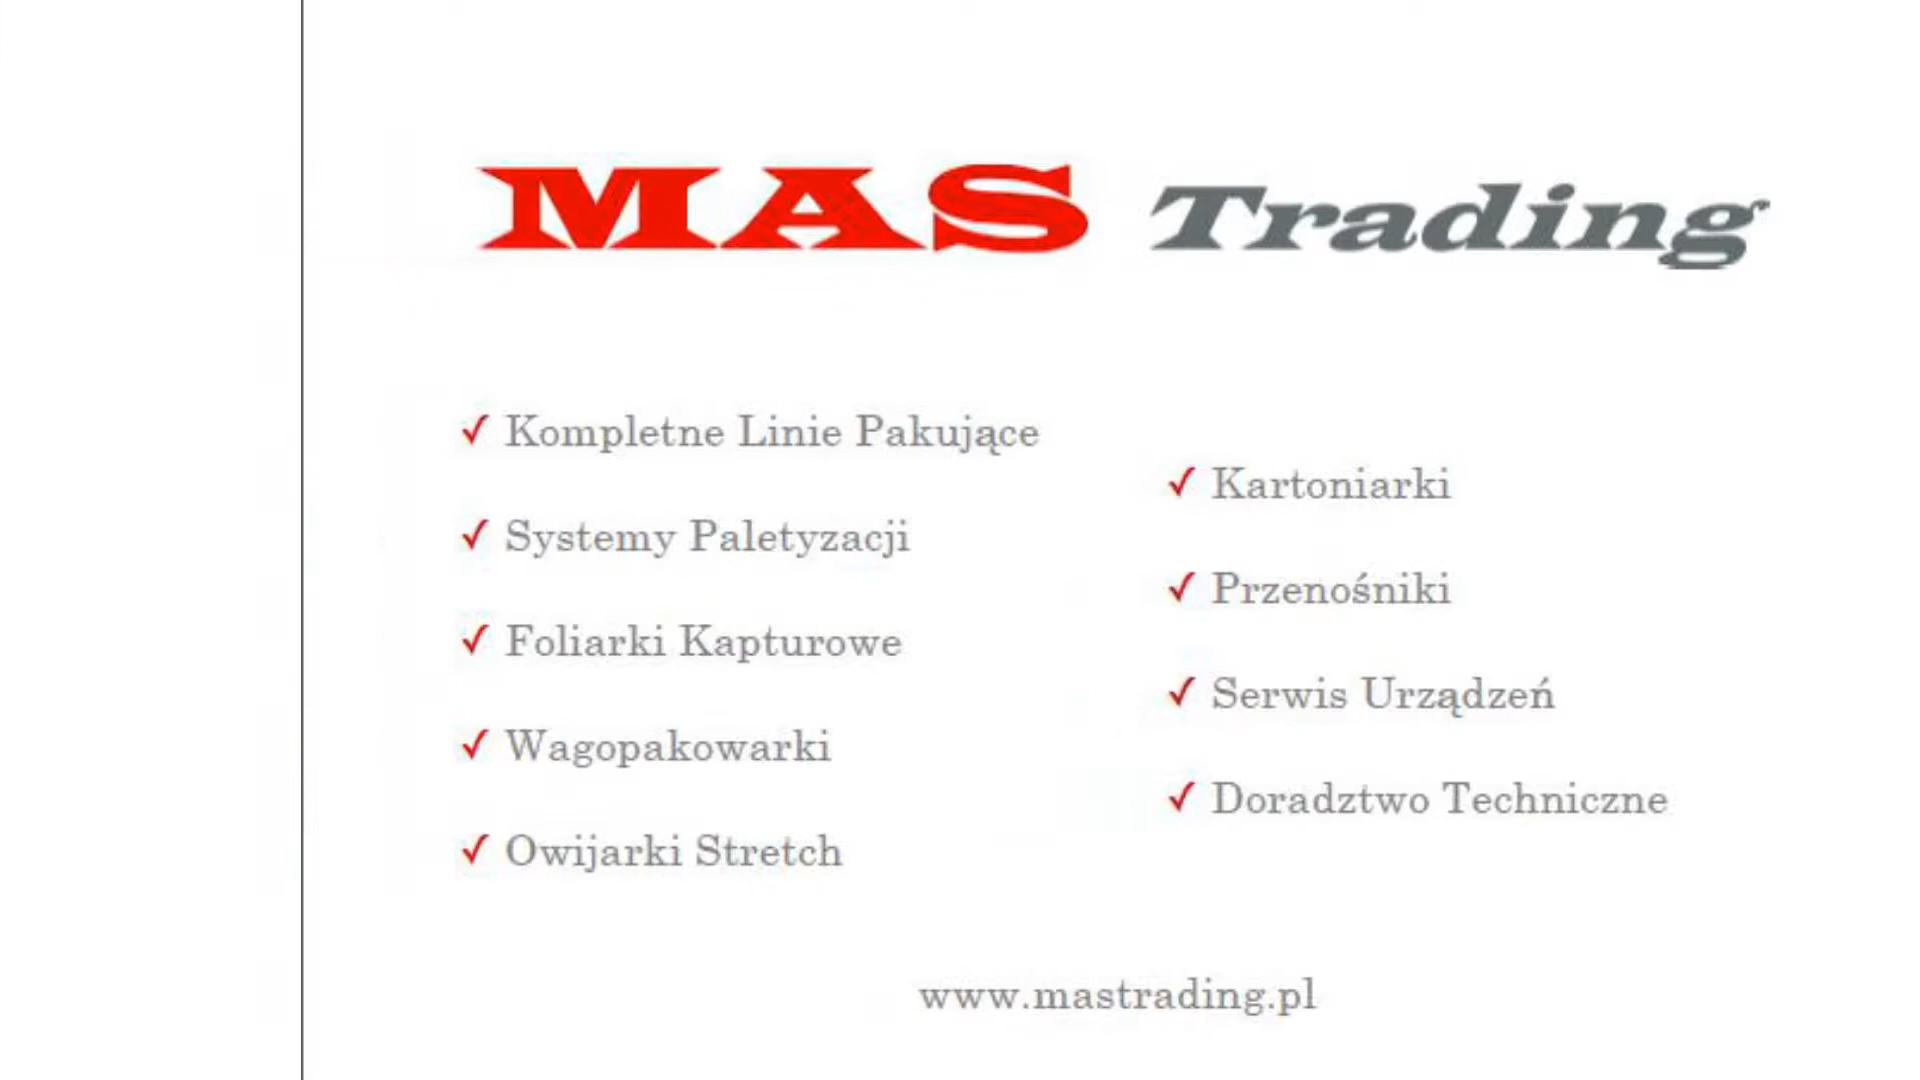 MAS Trading
✓ Kompletne Linie Pakujące
✓ Systemy Paletyzacji
✓ Foliarki Kapturowe
✓ Wagopakowarki
✓ Owijarki Stretch
✓ Kartoniarki
✓ Przenośniki
✓ Serwis Urządzeń
✓ Doradztwo Techniczne
www.mastrading.pl